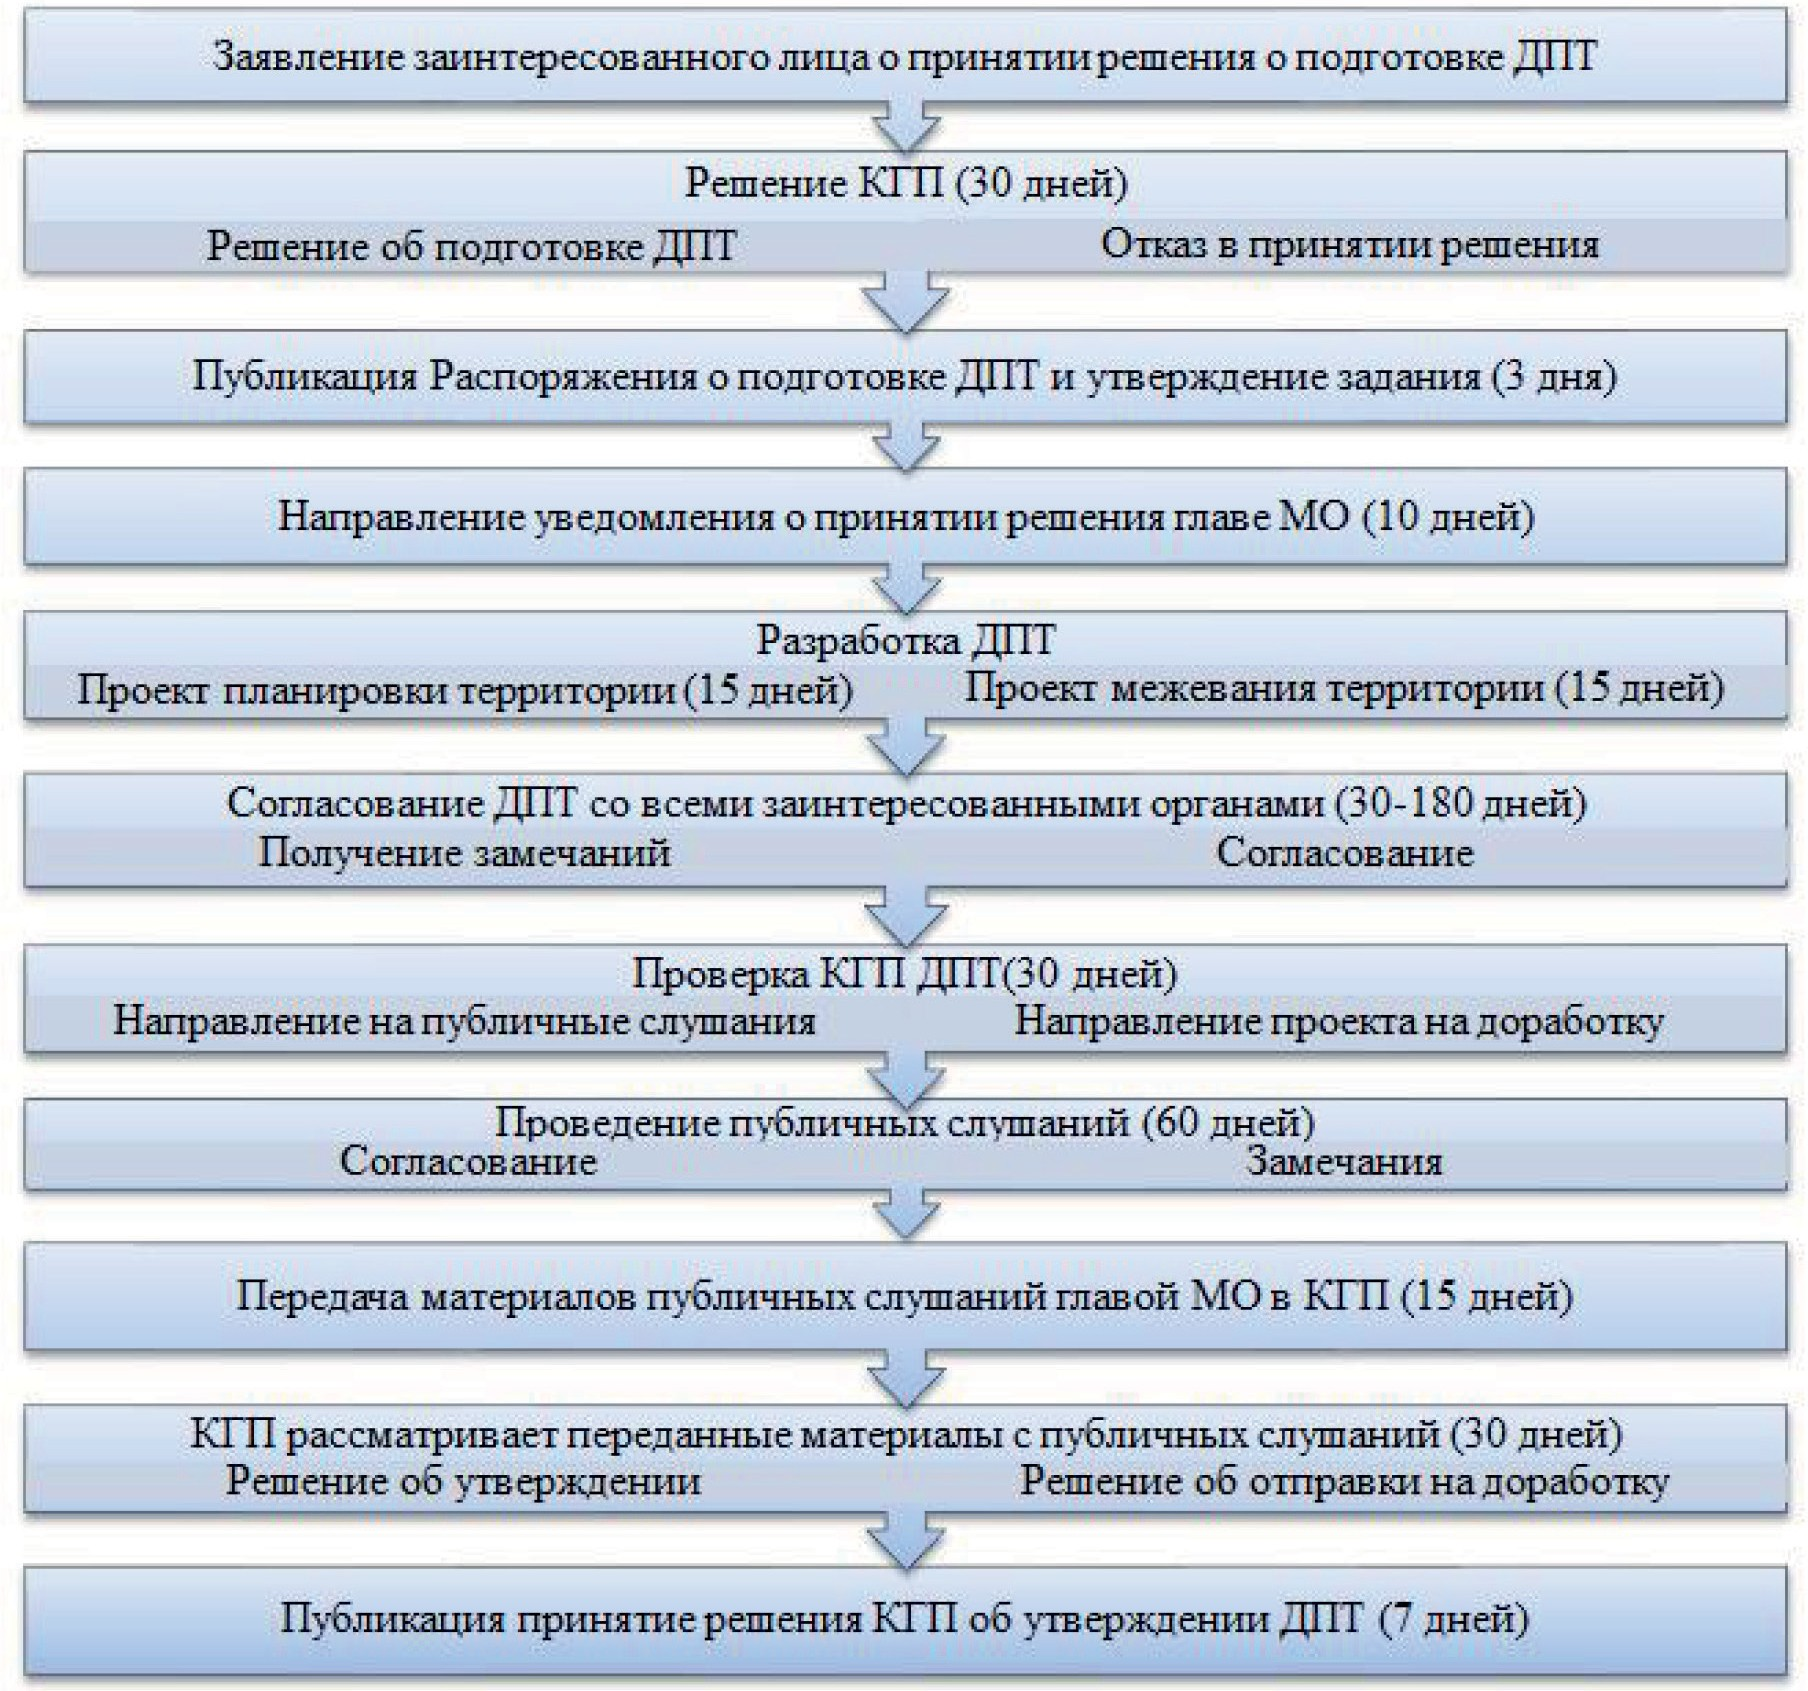 Заявление заинтересованного лица о принятии решения о подготовке ДПТ
Решение КГП (30 дней)
Решение об подготовке ДПТ
Отказ в принятии решения
Публикация Распоряжения о подготовке ДПТ и утверждение задания (3 дня)
Направление уведомления о принятии решения главе МО (10 дней)
Разработка ДПТ
Проект планировки территории (15 дней)
Проект межевания территории (15 дней)
Согласование ДПТ со всеми заинтересованными органами (30-180 дней)
Получение замечаний
Согласование
Проверка КГП ДПТ(30 дней)
Направление на публичные слушания
Направление проекта на доработку
Проведение публичных слушаний (60 дней)
Согласование
Замечания
Передача материалов публичных слушаний главой МО в КГП (15 дней)
КГП рассматривает переданные материалы с публичных слушаний (30 дней)
Решение об утверждении
Решение об отправки на доработку
Публикация принятие решения КГП об утверждении ДПТ (7 дней)